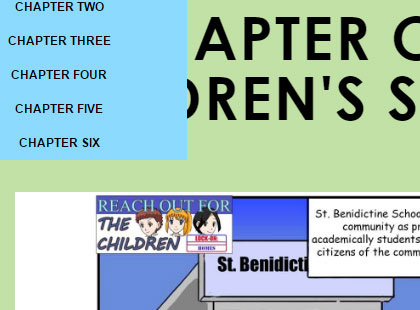 CHAPTER TWO
CHAPTER THREE
CHAPTER FOUR
CHAPTER FIVE
CHAPTER SIX
APTER
DREN'S S
REACH OUT FOR
THE
CHILDREN
LOCK-ON:
HOMES
St. Benidictine Schoo
community as pr
academically students
citizens of the comm
St. Benidicti